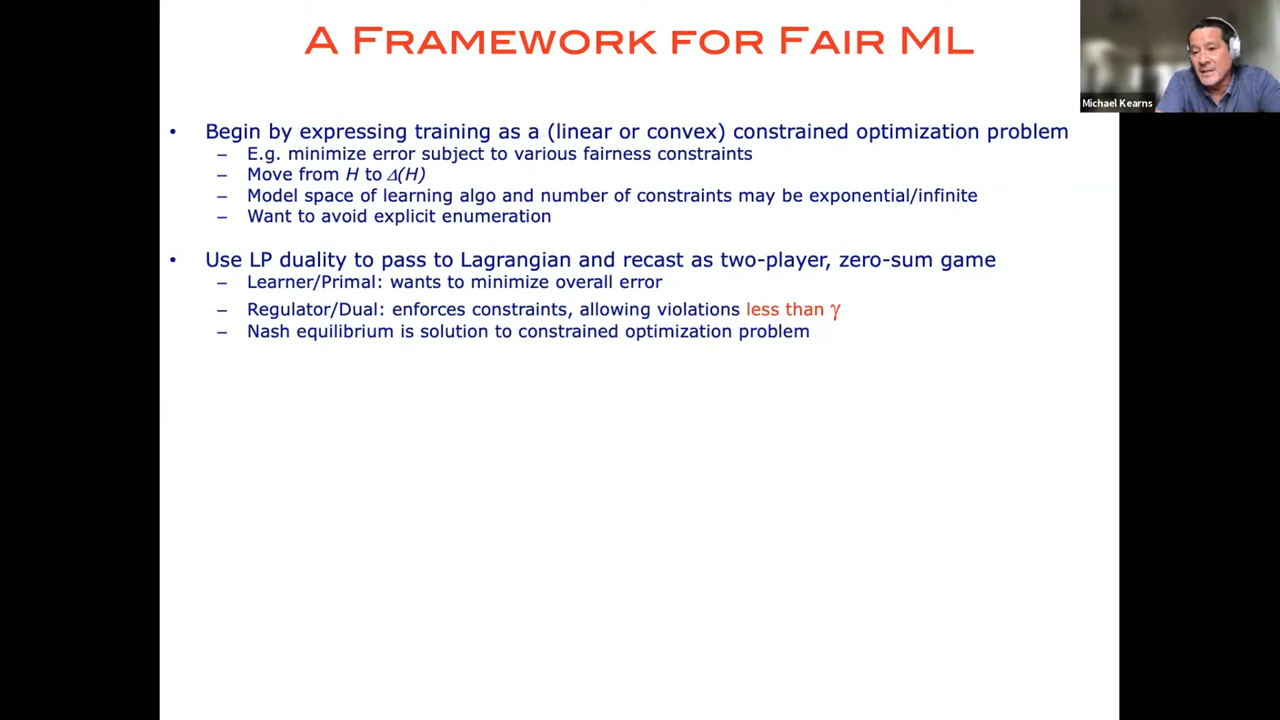 A FRAMEWORK FOR FAIR ML
Michael Kearns
• Begin by expressing training as a (linear or convex) constrained optimization problem
– E.g. minimize error subject to various fairness constraints
– Move from H to Δ(H)
– Model space of learning algo and number of constraints may be exponential/infinite
– Want to avoid explicit enumeration
• Use LP duality to pass to Lagrangian and recast as two-player, zero-sum game
– Learner/Primal: wants to minimize overall error
– Regulator/Dual: enforces constraints, allowing violations less than γ
– Nash equilibrium is solution to constrained optimization problem